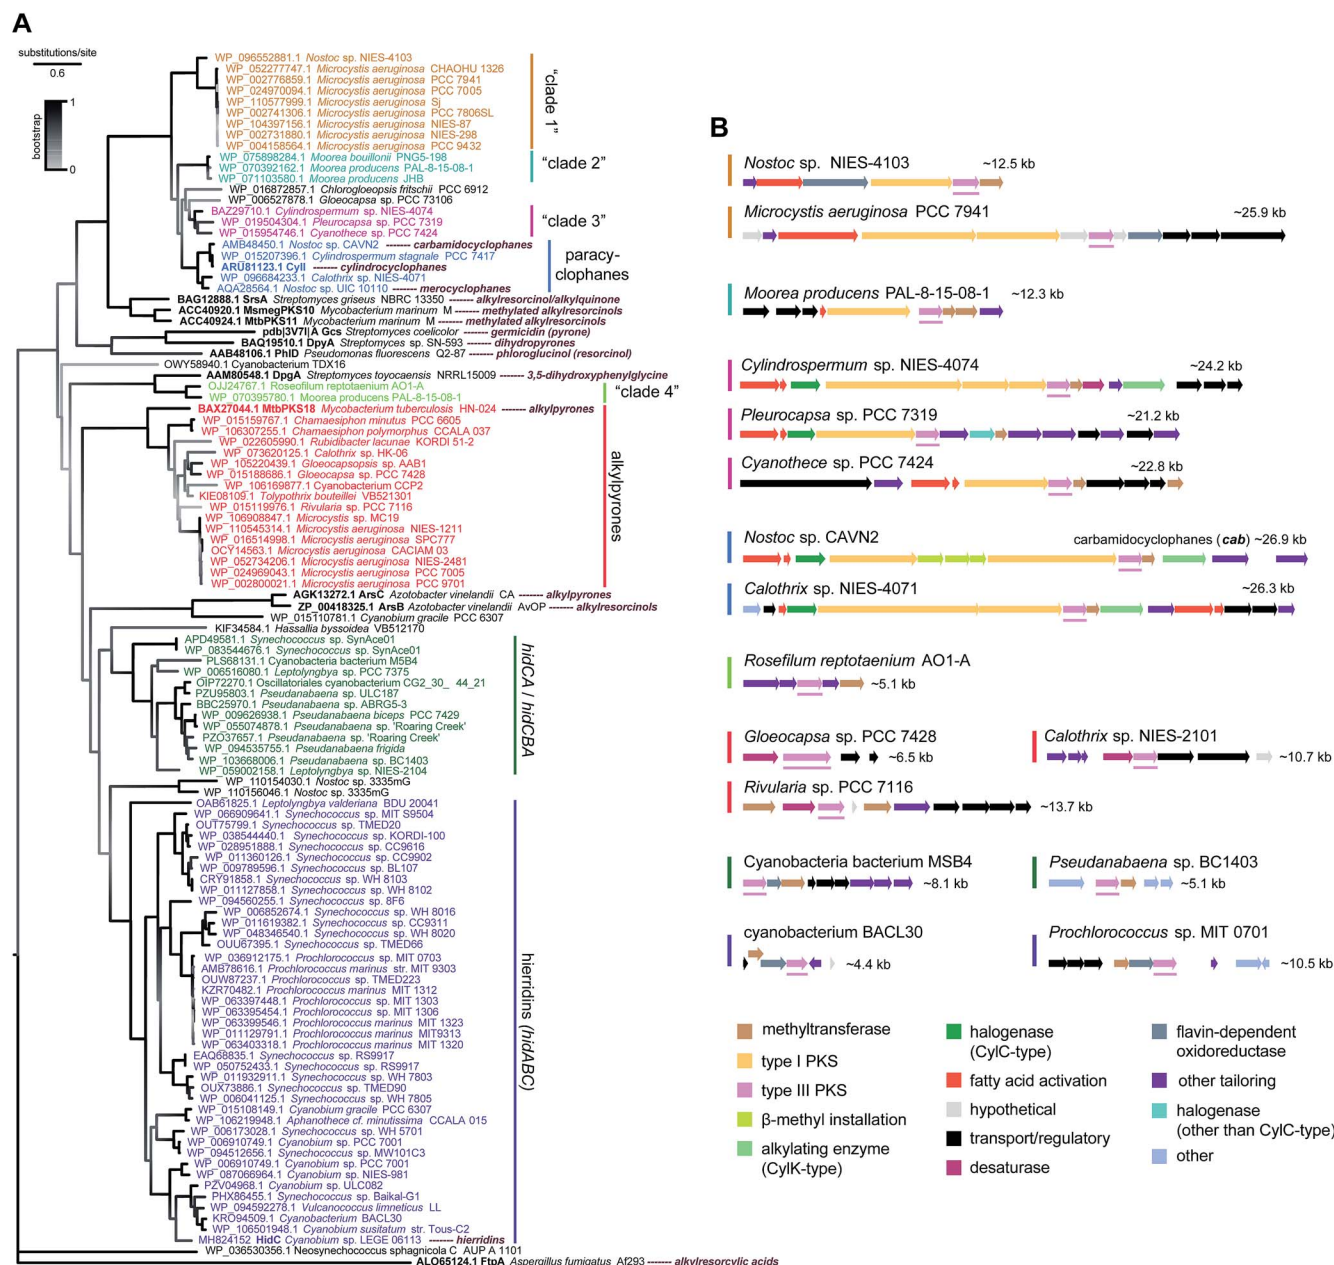 A
substitutions/site
0.6
bootstrap
1
0
WP_096552881.1 Nostoc sp. NIES-4103
WP_052277747.1 Microcystis aeruginosa CHAOHU 1326
WP_002776859.1 Microcystis aeruginosa PCC 7941
WP_024970094.1 Microcystis aeruginosa PCC 7005
WP_110577999.1 Microcystis aeruginosa Sj
WP_002741306.1 Microcystis aeruginosa PCC 7806SL
WP_104397156.1 Microcystis aeruginosa NIES-87
WP_002731880.1 Microcystis aeruginosa NIES-298
WP_004158564.1 Microcystis aeruginosa PCC 9432
"clade 1"
WP_075898284.1 Moorea bouillonii PNG5-198
WP_070392162.1 Moorea producens PAL-8-15-08-1
WP_071103580.1 Moorea producens JHB
"clade 2"
WP_016872857.1 Chlorogloeopsis fritschii PCC 6912
WP_006527878.1 Gloeocapsa sp. PCC 73106
BAZ29710.1 Cylindrospermum sp. NIES-4074
WP_019504304.1 Pleurocapsa sp. PCC 7319
WP_015954746.1 Cyanothece sp. PCC 7424
"clade 3"
AMB48450.1 Nostoc sp. CAVN2 ------- carbamidocyclophanes
WP_015207396.1 Cylindrospermum stagnale PCC 7417
ARU81123.1 CylI ------- cylindrocyclophanes
WP_096684233.1 Calothrix sp. NIES-4071
AQA28564.1 Nostoc sp. UIC 10110 ------- merocyclophanes
paracy-
clophanes
BAG12888.1 SrsA Streptomyces griseus NBRC 13350 ------- alkylresorcinol/alkylquinone
ACC40920.1 MsmegPKS10 Mycobacterium marinum M ------- methylated alkylresorcinols
ACC40924.1 MtbPKS11 Mycobacterium marinum M ------- methylated alkylresorcinols
pdb|3V7I|A Gcs Streptomyces coelicolor ------- germicidin (pyrone)
BAQ19510.1 DpyA Streptomyces sp. SN-593 ------- dihydropyrones
AAB48106.1 PhlD Pseudomonas fluorescens Q2-87 ------- phloroglucinol (resorcinol)
OWY58940.1 Cyanobacterium TDX16
AAM80548.1 DpgA Streptomyces toyocaensis NRRL15009 ------- 3,5-dihydroxyphenylglycine
OJJ24767.1 Roseofilum reptotaenium AO1-A
WP_070395780.1 Moorea producens PAL-8-15-08-1
"clade 4"
BAX27044.1 MtbPKS18 Mycobacterium tuberculosis HN-024 ------- alkylpyrones
WP_015159767.1 Chamaesiphon minutus PCC 6605
WP_106307255.1 Chamaesiphon polymorphus CCALA 037
WP_022605990.1 Rubidibacter lacunae KORDI 51-2
WP_073620125.1 Calothrix sp. HK-06
WP_105220439.1 Gloeocapsopsis sp. AAB1
WP_015188686.1 Gloeocapsa sp. PCC 7428
WP_106169877.1 Cyanobacterium CCP2
KIE08109.1 Tolypothrix bouteillei VB521301
WP_015119976.1 Rivularia sp. PCC 7116
WP_106908847.1 Microcystis sp. MC19
WP_110545314.1 Microcystis aeruginosa NIES-1211
WP_016514998.1 Microcystis aeruginosa SPC777
OCY14563.1 Microcystis aeruginosa CACIAM 03
WP_052734206.1 Microcystis aeruginosa NIES-2481
WP_024969043.1 Microcystis aeruginosa PCC 7005
WP_002800021.1 Microcystis aeruginosa PCC 9701
alkylpyrones
AGK13272.1 ArsC Azotobacter vinelandii CA ------- alkylpyrones
ZP_00418325.1 ArsB Azotobacter vinelandii AvOP ------- alkylresorcinols
WP_015110781.1 Cyanobium gracile PCC 6307
KIF34584.1 Hassallia byssoidea VB512170
APD49581.1 Synechococcus sp. SynAce01
WP_083544676.1 Synechococcus sp. SynAce01
PLS68131.1 Cyanobacteria bacterium M5B4
WP_006516080.1 Leptolyngbya sp. PCC 7375
OIP72270.1 Oscillatoriales cyanobacterium CG2_30_ 44_21
PZU95803.1 Pseudanabaena sp. ULC187
BBC25970.1 Pseudanabaena sp. ABRG5-3
WP_009626938.1 Pseudanabaena biceps PCC 7429
WP_055074878.1 Pseudanabaena sp. 'Roaring Creek'
PZO37657.1 Pseudanabaena sp. 'Roaring Creek'
WP_094535755.1 Pseudanabaena frigida
WP_103668006.1 Pseudanabaena sp. BC1403
WP_059002158.1 Leptolyngbya sp. NIES-2104
hidCA / hidCBA
WP_110154030.1 Nostoc sp. 3335mG
WP_110156046.1 Nostoc sp. 3335mG
OAB61825.1 Leptolyngbya valderiana BDU 20041
WP_066909641.1 Synechococcus sp. MIT S9504
OUT75799.1 Synechococcus sp. TMED20
WP_038544440.1 Synechococcus sp. KORDI-100
WP_028951888.1 Synechococcus sp. CC9616
WP_011360126.1 Synechococcus sp. CC9902
WP_009789596.1 Synechococcus sp. BL107
CRY91858.1 Synechococcus sp. WH 8103
WP_011127858.1 Synechococcus sp. WH 8102
WP_094560255.1 Synechococcus sp. 8F6
WP_006852674.1 Synechococcus sp. WH 8016
WP_011619382.1 Synechococcus sp. CC9311
WP_048346540.1 Synechococcus sp. WH 8020
OUU67395.1 Synechococcus sp. TMED66
WP_036912175.1 Prochlorococcus sp. MIT 0703
AMB78616.1 Prochlorococcus marinus str. MIT 9303
OUW87237.1 Prochlorococcus sp. TMED223
KZR70482.1 Prochlorococcus marinus MIT 1312
WP_063397448.1 Prochlorococcus sp. MIT 1303
WP_063395454.1 Prochlorococcus sp. MIT 1306
WP_063399546.1 Prochlorococcus marinus MIT 1323
WP_011129791.1 Prochlorococcus marinus MIT9313
WP_063403318.1 Prochlorococcus marinus MIT 1320
EAQ68835.1 Synechococcus sp. RS9917
WP_050752433.1 Synechococcus sp. RS9917
WP_011932911.1 Synechococcus sp. WH 7803
OUX73886.1 Synechococcus sp. TMED90
WP_006041125.1 Synechococcus sp. WH 7805
WP_015108149.1 Cyanobium gracile PCC 6307
WP_106219948.1 Aphanothece cf. minutissima CCALA 015
WP_006173028.1 Synechococcus sp. WH 5701
WP_006910749.1 Cyanobium sp. PCC 7001
WP_094512656.1 Synechococcus sp. MW101C3
WP_006910749.1 Cyanobium sp. PCC 7001
WP_087066964.1 Cyanobium sp. NIES-981
PZV04968.1 Cyanobium sp. ULC082
PHX86455.1 Synechococcus sp. Baikal-G1
WP_094592278.1 Vulcanococcus limneticus LL
KRO94509.1 Cyanobacterium BACL30
WP_106501948.1 Cyanobium susitatum str. Tous-C2
MH824152 HidC Cyanobium sp. LEGE 06113 ------- hierridins
hierridins (hidABC)
WP_036530356.1 Neosynechococcus sphagnicola C AUP A 1101
ALO65124.1 FtpA Aspergillus fumigatus Af293 ------- alkylresorcylic acids
B
Nostoc sp. NIES-4103
~12.5 kb
Microcystis aeruginosa PCC 7941
~25.9 kb
Moorea producens PAL-8-15-08-1
~12.3 kb
Cylindrospermum sp. NIES-4074
~24.2 kb
Pleurocapsa sp. PCC 7319
~21.2 kb
Cyanothece sp. PCC 7424
~22.8 kb
Nostoc sp. CAVN2
carbamidocyclophanes (cab) ~26.9 kb
Calothrix sp. NIES-4071
~26.3 kb
Rosefilum reptotaenium AO1-A
~5.1 kb
Gloeocapsa sp. PCC 7428
~6.5 kb
Calothrix sp. NIES-2101
~10.7 kb
Rivularia sp. PCC 7116
~13.7 kb
Cyanobacteria bacterium MSB4
~8.1 kb
Pseudanabaena sp. BC1403
~5.1 kb
cyanobacterium BACL30
~4.4 kb
Prochlorococcus sp. MIT 0701
~10.5 kb
methyltransferase
type I PKS
type III PKS
β-methyl installation
alkylating enzyme
(CylK-type)
halogenase
(CylC-type)
fatty acid activation
hypothetical
transport/regulatory
desaturase
flavin-dependent
oxidoreductase
other tailoring
halogenase
(other than CylC-type)
other